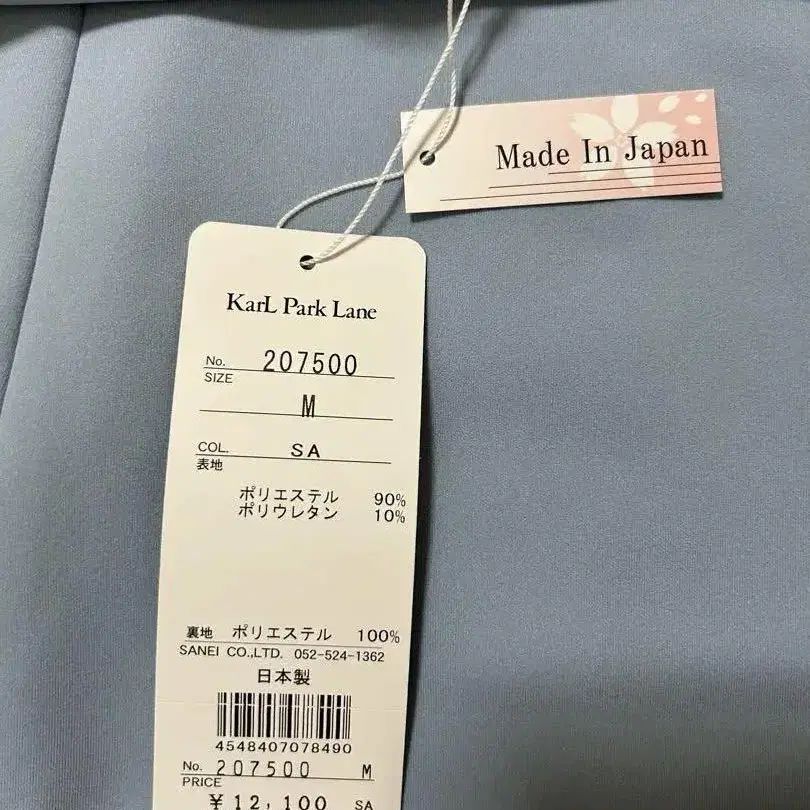 Made In Japan
KarL Park Lane
No. 207500
SIZE
M
COL. SA
表地
ポリエステル 90%
ポリウレタン 10%
裏地 ポリエステル 100%
SANEI CO.,LTD. 052-524-1362
日本製
4548407078490
No. 207500 M
PRICE
¥12,100 SA